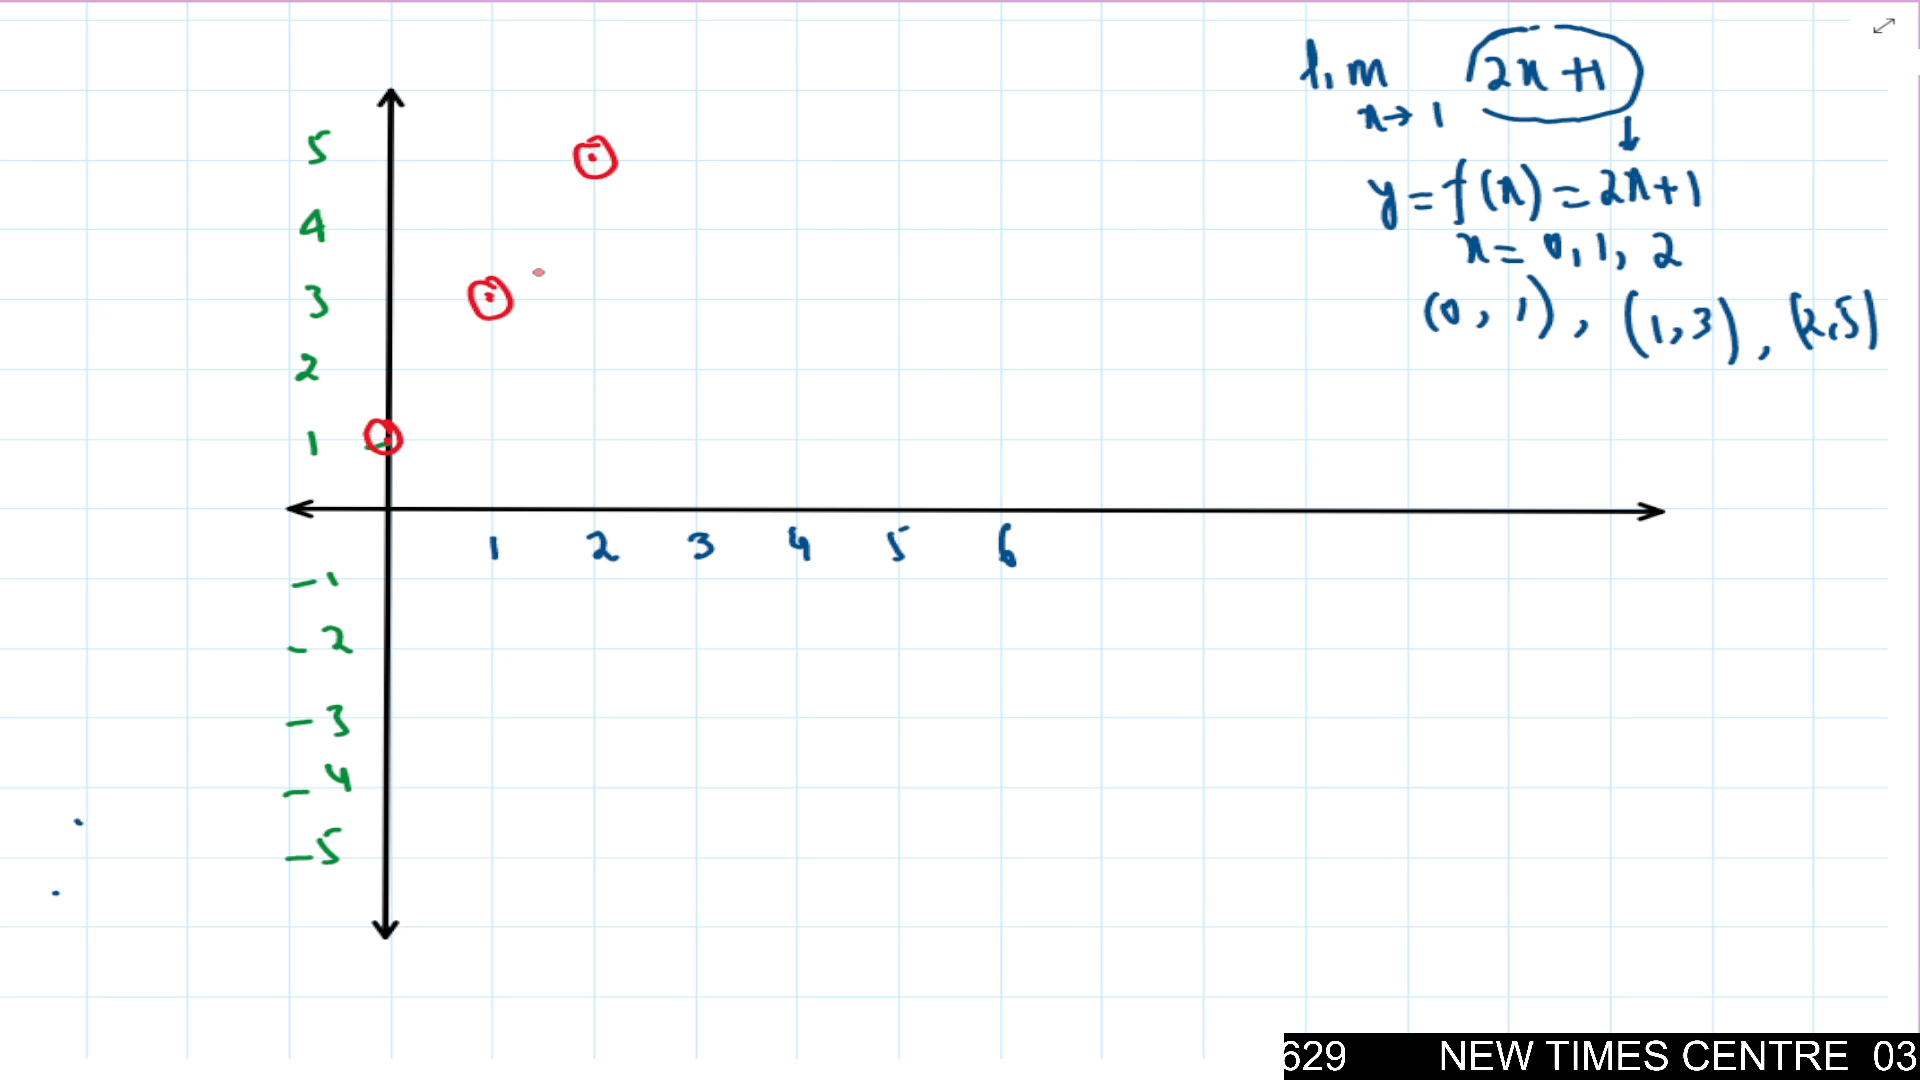 lim 2x+1
x→1
y=f(x)=2x+1
x=0,1,2
(0,1), (1,3), (2,5)
5
4
3
2
1
1 2 3 4 5 6
-1
-2
-3
-4
-5
629 NEW TIMES CENTRE 03